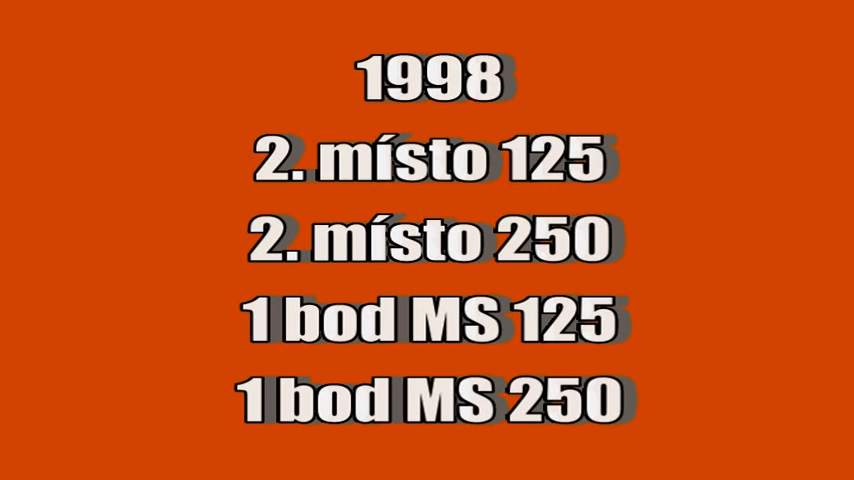 1998
2. místo 125
2. místo 250
1 bod MS 125
1 bod MS 250